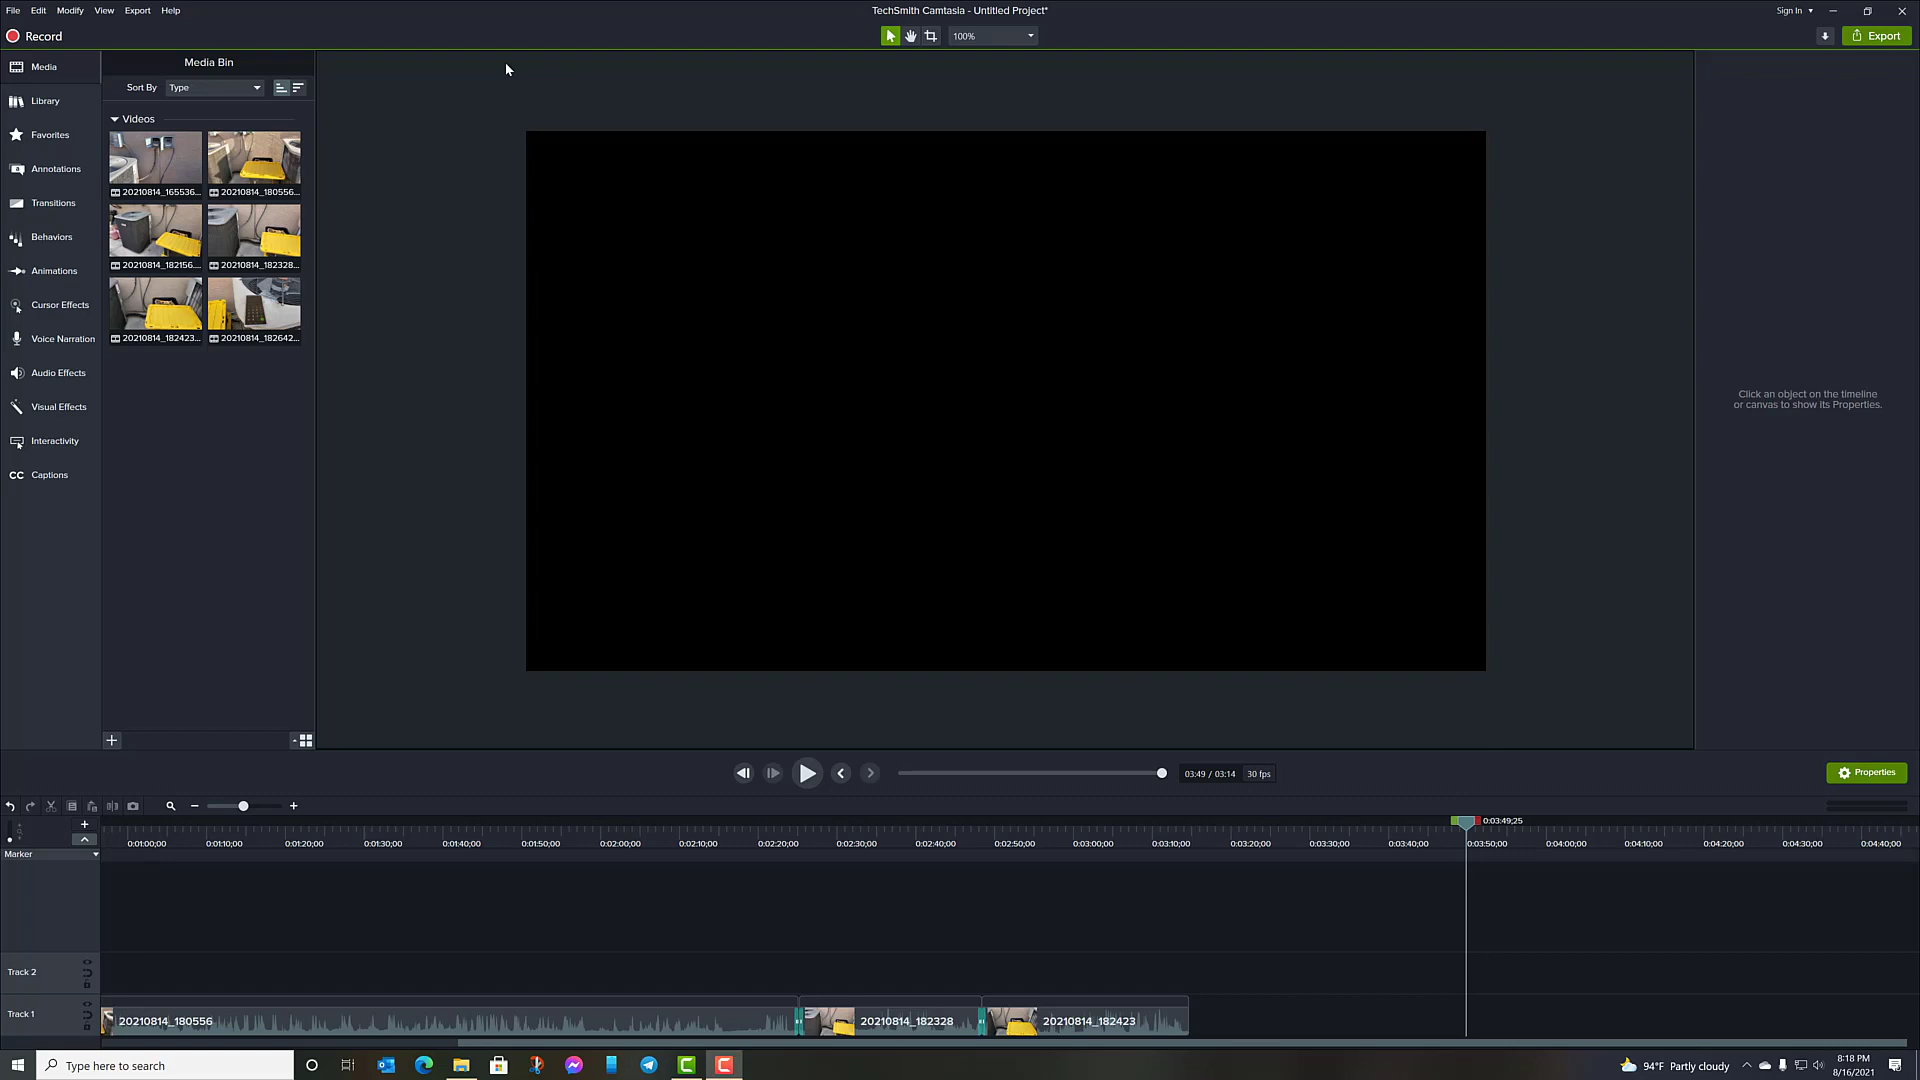 File Edit Modify View Export Help
TechSmith Camtasia - Untitled Project*
Sign In
Record
100%
Export
Media
Library
Favorites
Annotations
Transitions
Behaviors
Animations
Cursor Effects
Voice Narration
Audio Effects
Visual Effects
Interactivity
CC Captions
Media Bin
Sort By Type
Videos
20210814_165536...
20210814_180556...
20210814_182156...
20210814_182328...
20210814_182423...
20210814_182642...
Click an object on the timeline
or canvas to show its Properties.
03:49 / 03:14 30 fps
Properties
0:03:49;25
0:01:00;00 0:01:10;00 0:01:20;00 0:01:30;00 0:01:40;00 0:01:50;00 0:02:00;00 0:02:10;00 0:02:20;00 0:02:30;00 0:02:40;00 0:02:50;00 0:03:00;00 0:03:10;00 0:03:20;00 0:03:30;00 0:03:40;00 0:03:50;00 0:04:00;00 0:04:10;00 0:04:20;00 0:04:30;00 0:04:40;00
Marker
Track 2
Track 1
20210814_180556
20210814_182328
20210814_182423
Type here to search
94°F Partly cloudy
8:18 PM
8/16/2021